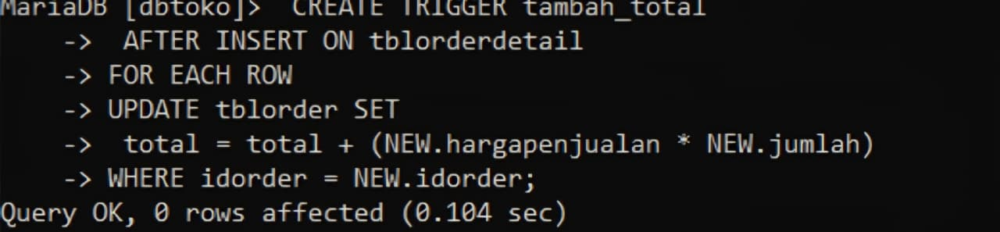 MariaDB [dbtoko]> CREATE TRIGGER tambah_total
-> AFTER INSERT ON tblorderdetail
-> FOR EACH ROW
-> UPDATE tblorder SET
-> total = total + (NEW.hargapenjualan * NEW.jumlah)
-> WHERE idorder = NEW.idorder;
Query OK, 0 rows affected (0.104 sec)